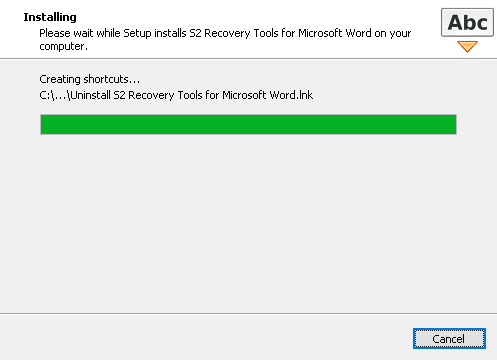 Installing
Please wait while Setup installs S2 Recovery Tools for Microsoft Word on your
computer.
Abc
Creating shortcuts...
C:\...\Uninstall S2 Recovery Tools for Microsoft Word.lnk
Cancel